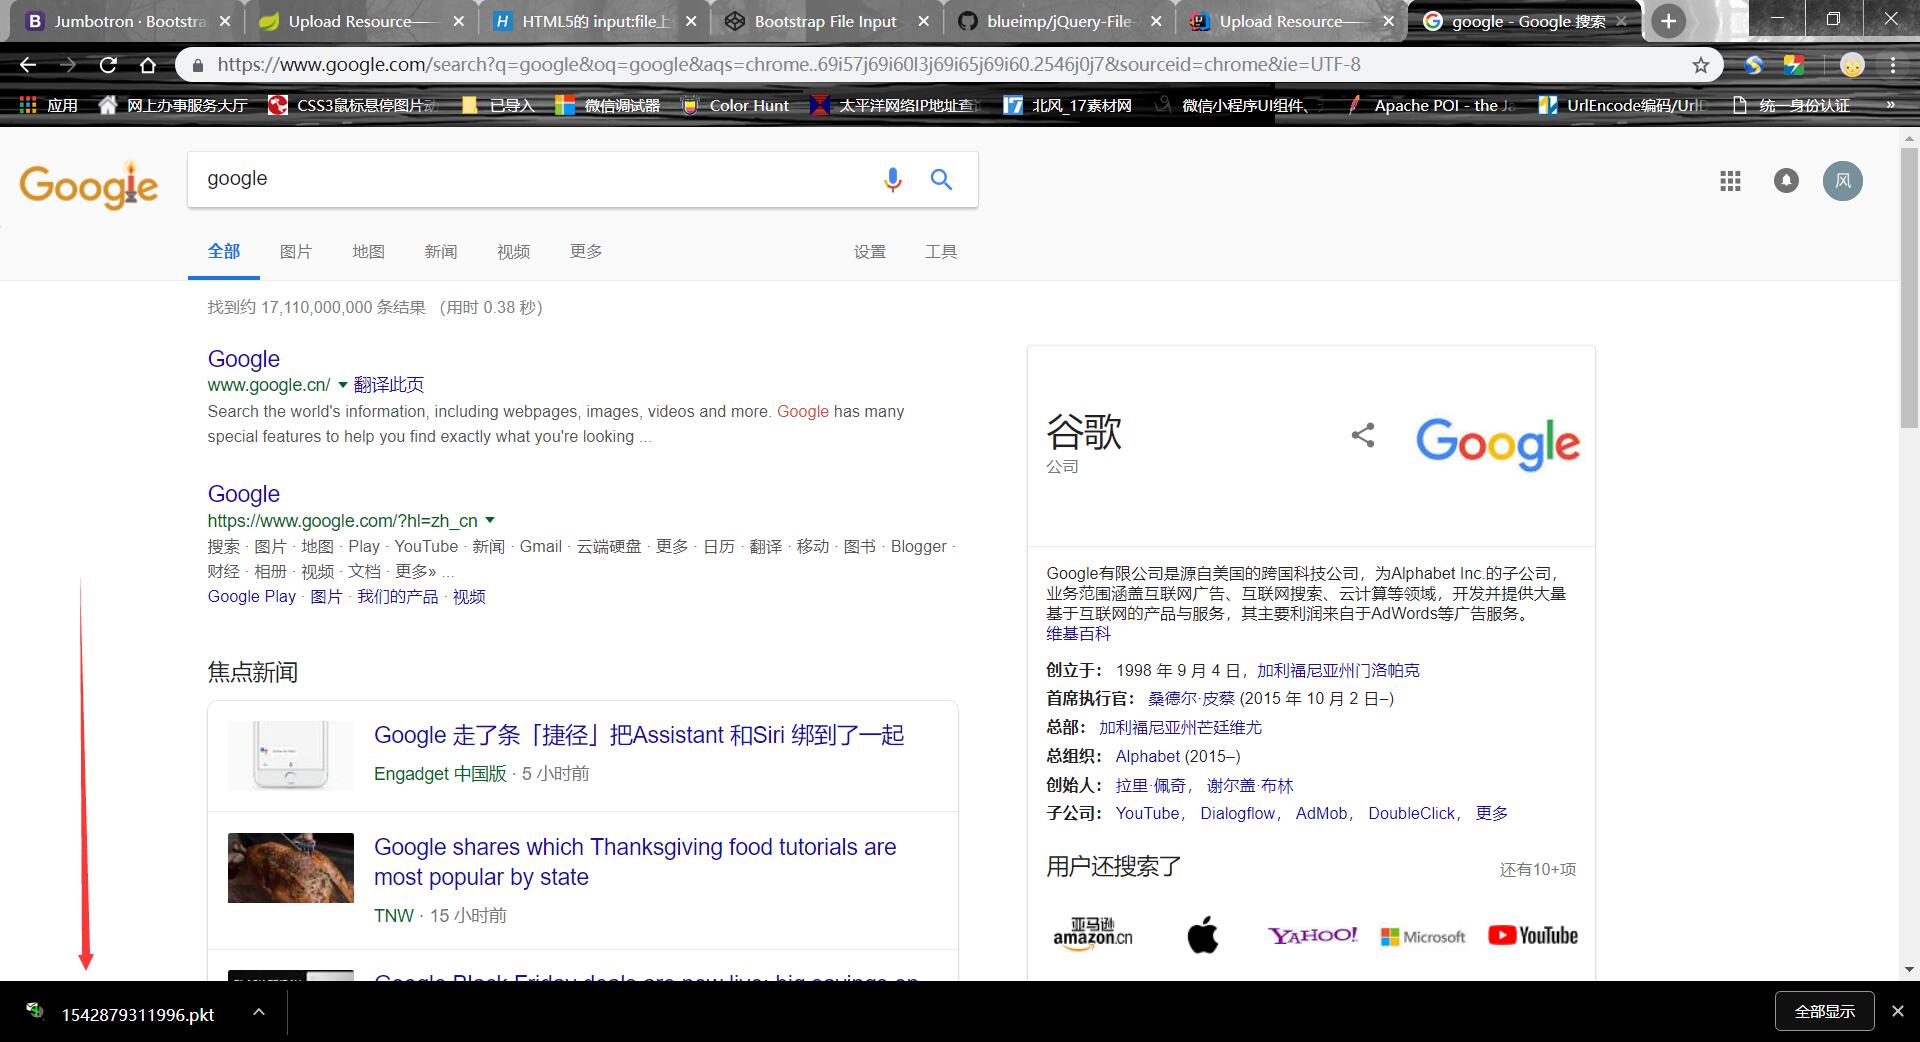 Jumbotron · Bootstra
Upload Resource——
HTML5的 input:file上
Bootstrap File Input
blueimp/jQuery-File-
Upload Resource——
google - Google 搜索
https://www.google.com/search?q=google&oq=google&aqs=chrome..69i57j69i60l3j69i65j69i60.2546j0j7&sourceid=chrome&ie=UTF-8
应用
网上办事服务大厅
CSS3鼠标悬停图片动
已导入
微信调试器
Color Hunt
太平洋网络IP地址查询
北风_17素材网
微信小程序UI组件、
Apache POI - the Ja
UrlEncode编码/UrlD
统一身份认证
»
Google
google
风
全部
图片
地图
新闻
视频
更多
设置
工具
找到约 17,110,000,000 条结果 （用时 0.38 秒）
Google
www.google.cn/ 翻译此页
Search the world's information, including webpages, images, videos and more. Google has many
special features to help you find exactly what you're looking ...
Google
https://www.google.com/?hl=zh_cn
搜索 · 图片 · 地图 · Play · YouTube · 新闻 · Gmail · 云端硬盘 · 更多 · 日历 · 翻译 · 移动 · 图书 · Blogger ·
财经 · 相册 · 视频 · 文档 · 更多» ...
Google Play · 图片 · 我们的产品 · 视频
焦点新闻
Google 走了条「捷径」把Assistant 和Siri 绑到了一起
Engadget 中国版 · 5 小时前
Google shares which Thanksgiving food tutorials are
most popular by state
TNW · 15 小时前
Google Black Friday deals are now live: big savings on
谷歌
公司
Google
Google有限公司是源自美国的跨国科技公司，为Alphabet Inc.的子公司，
业务范围涵盖互联网广告、互联网搜索、云计算等领域，开发并提供大量
基于互联网的产品与服务，其主要利润来自于AdWords等广告服务。
维基百科
创立于： 1998 年 9 月 4 日，加利福尼亚州门洛帕克
首席执行官： 桑德尔·皮蔡 (2015 年 10 月 2 日–)
总部： 加利福尼亚州芒廷维尤
总组织： Alphabet (2015–)
创始人： 拉里·佩奇， 谢尔盖·布林
子公司： YouTube， Dialogflow， AdMob， DoubleClick， 更多
用户还搜索了
还有10+项
亚马逊
amazon.cn
YAHOO!
Microsoft
YouTube
1542879311996.pkt
全部显示